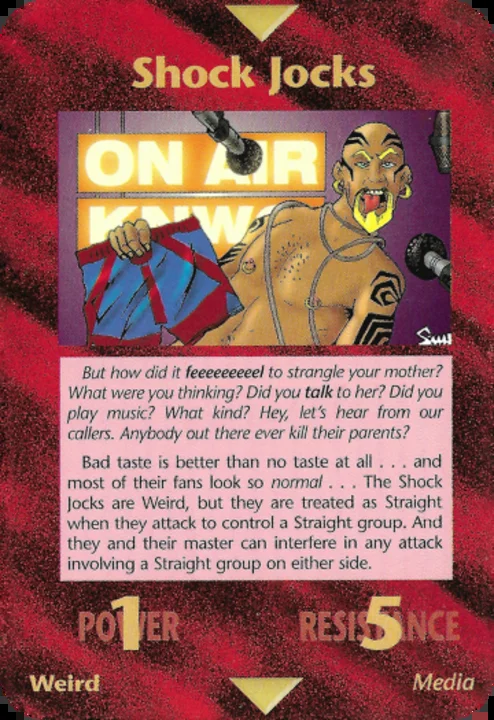 Shock Jocks
ON AIR
KNW
Sims
But how did it feeeeeeeeel to strangle your mother?
What were you thinking? Did you talk to her? Did you
play music? What kind? Hey, let's hear from our
callers. Anybody out there ever kill their parents?
Bad taste is better than no taste at all . . . and
most of their fans look so normal . . . The Shock
Jocks are Weird, but they are treated as Straight
when they attack to control a Straight group. And
they and their master can interfere in any attack
involving a Straight group on either side.
POWER 1 RESISTANCE 5
Weird Media